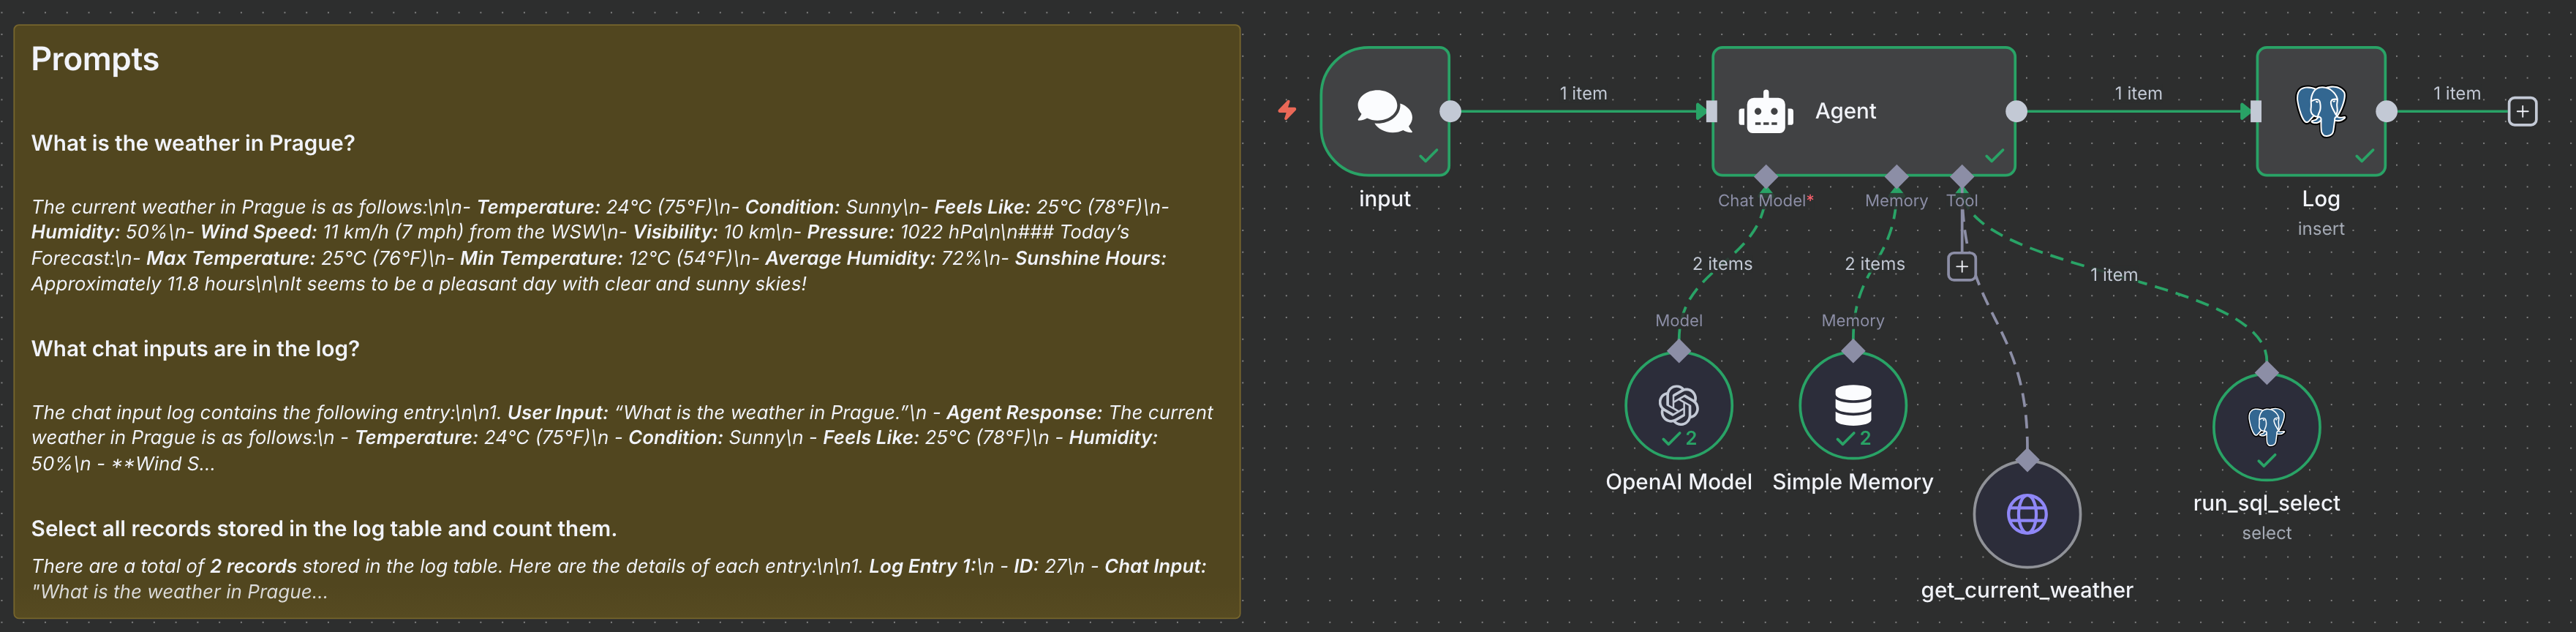 Prompts
What is the weather in Prague?
The current weather in Prague is as follows:\n\n- Temperature: 24°C (75°F)\n- Condition: Sunny\n- Feels Like: 25°C (78°F)\n-
Humidity: 50%\n- Wind Speed: 11 km/h (7 mph) from the WSW\n- Visibility: 10 km\n- Pressure: 1022 hPa\n\n### Today’s
Forecast:\n- Max Temperature: 25°C (76°F)\n- Min Temperature: 12°C (54°F)\n- Average Humidity: 72%\n- Sunshine Hours:
Approximately 11.8 hours\n\nIt seems to be a pleasant day with clear and sunny skies!
What chat inputs are in the log?
The chat input log contains the following entry:\n\n1. User Input: “What is the weather in Prague.”\n - Agent Response: The current
weather in Prague is as follows:\n - Temperature: 24°C (75°F)\n - Condition: Sunny\n - Feels Like: 25°C (78°F)\n - Humidity:
50%\n - **Wind S...
Select all records stored in the log table and count them.
There are a total of 2 records stored in the log table. Here are the details of each entry:\n\n1. Log Entry 1:\n - ID: 27\n - Chat Input:
"What is the weather in Prague...
input
1 item
Agent
1 item
Log
insert
1 item
Chat Model*
Memory
Tool
2 items
2 items
1 item
Model
Memory
2
2
OpenAI Model
Simple Memory
get_current_weather
run_sql_select
select